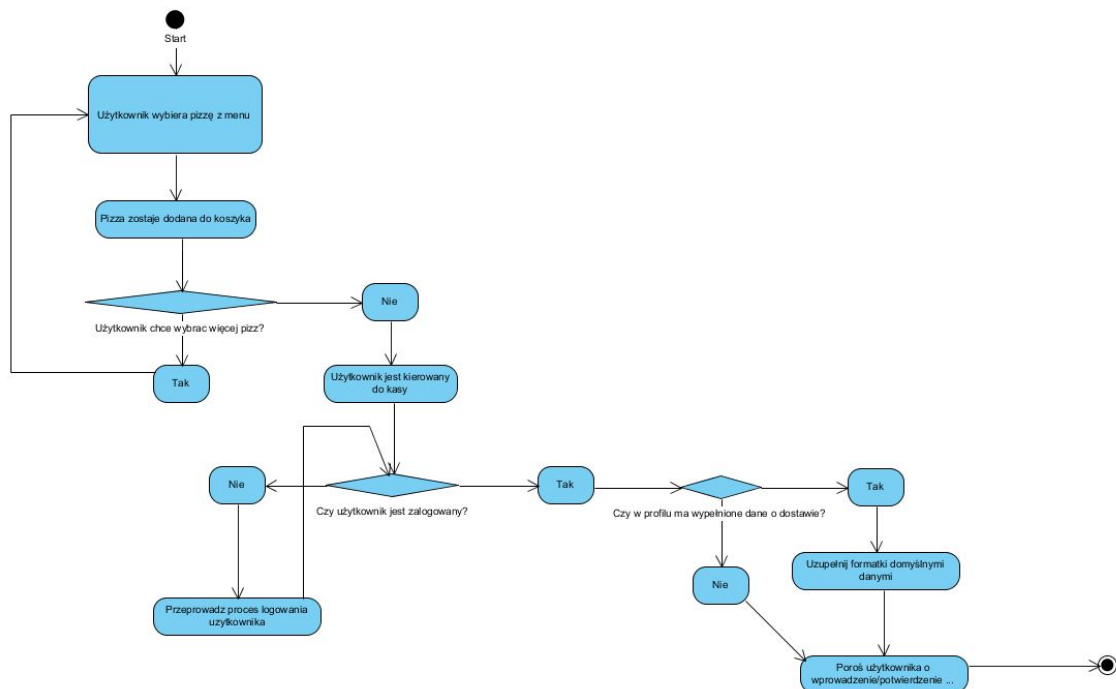 Start
Użytkownik wybiera pizzę z menu
Pizza zostaje dodana do koszyka
Nie
Użytkownik chce wybrac więcej pizz?
Tak
Użytkownik jest kierowany
do kasy
Nie
Tak
Tak
Czy użytkownik jest zalogowany?
Czy w profilu ma wypełnione dane o dostawie?
Uzupełnij formatki domyślnymi
danymi
Nie
Przeprowadz proces logowania
uzytkownika
Poroś użytkownika o
wprowadzenie/potwierdzenie ...